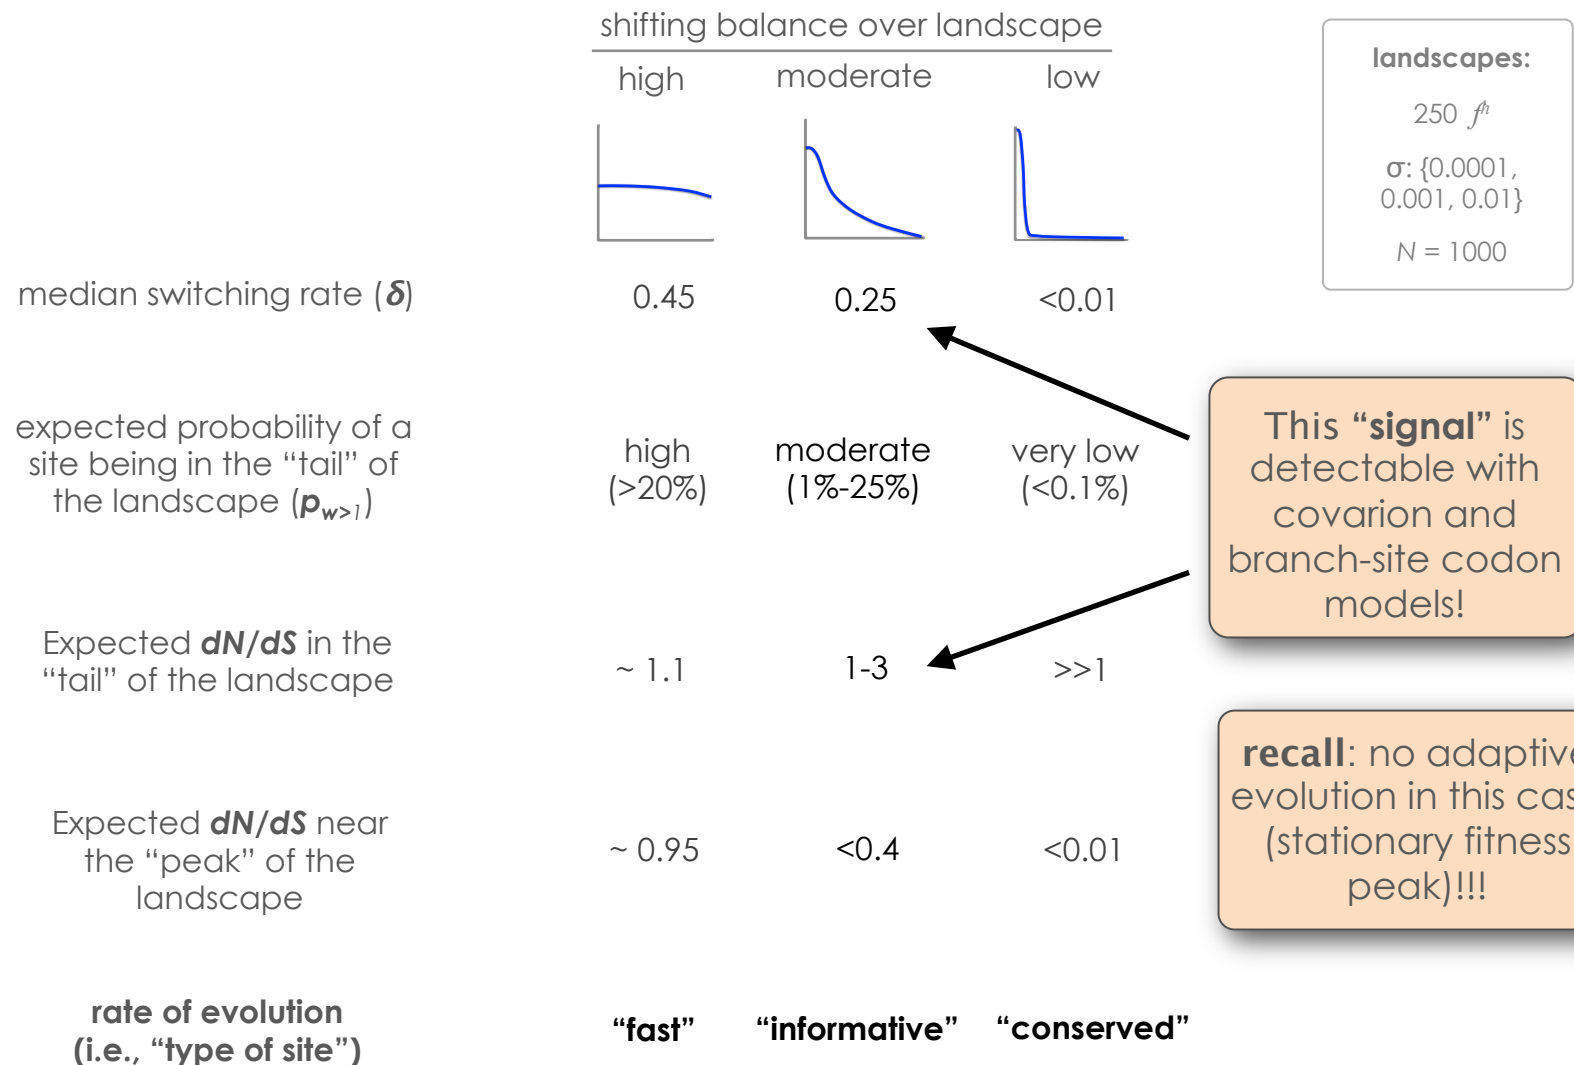 shifting balance over landscape
high moderate low
landscapes:
250 fʰ
σ: {0.0001,
0.001, 0.01}
N = 1000
median switching rate (δ) 0.45 0.25 <0.01
This “signal” is
detectable with
covarion and
branch-site codon
models!
expected probability of a
site being in the “tail” of
the landscape (pw>1)
high
(>20%)
moderate
(1%-25%)
very low
(<0.1%)
Expected dN/dS in the
“tail” of the landscape
~ 1.1 1-3 >>1
recall: no adaptive
evolution in this cas
(stationary fitness
peak)!!!
Expected dN/dS near
the “peak” of the
landscape
~ 0.95 <0.4 <0.01
rate of evolution
(i.e., “type of site”)
“fast” “informative” “conserved”